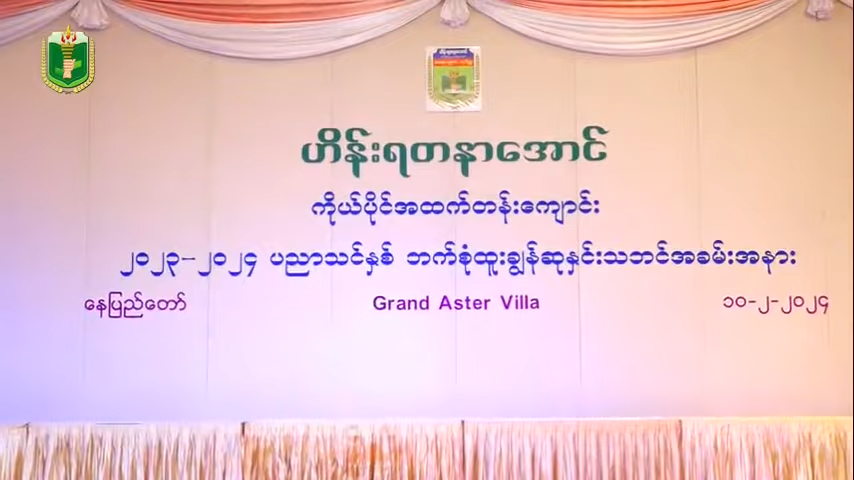 ဟိန်းရတနာအောင်
ကိုယ်ပိုင်အထက်တန်းကျောင်း
၂၀၂၃-၂၀၂၄ ပညာသင်နှစ် ဘက်စုံထူးချွန်ဆုနှင်းသဘင်အခမ်းအနား
နေပြည်တော် Grand Aster Villa ၁၀-၂-၂၀၂၄